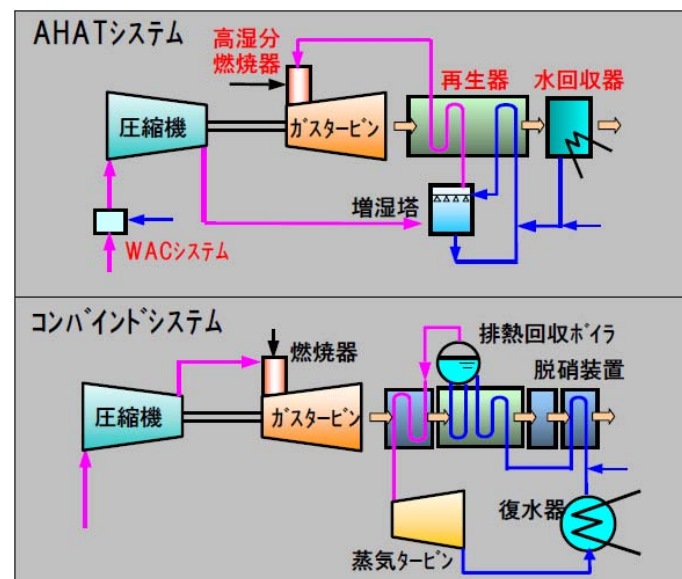 AHATシステム
高湿分
燃焼器
再生器
水回収器
圧縮機
ガスタービン
増湿塔
WACシステム
コンバインドシステム
燃焼器
排熱回収ボイラ
脱硝装置
圧縮機
ガスタービン
復水器
蒸気タービン